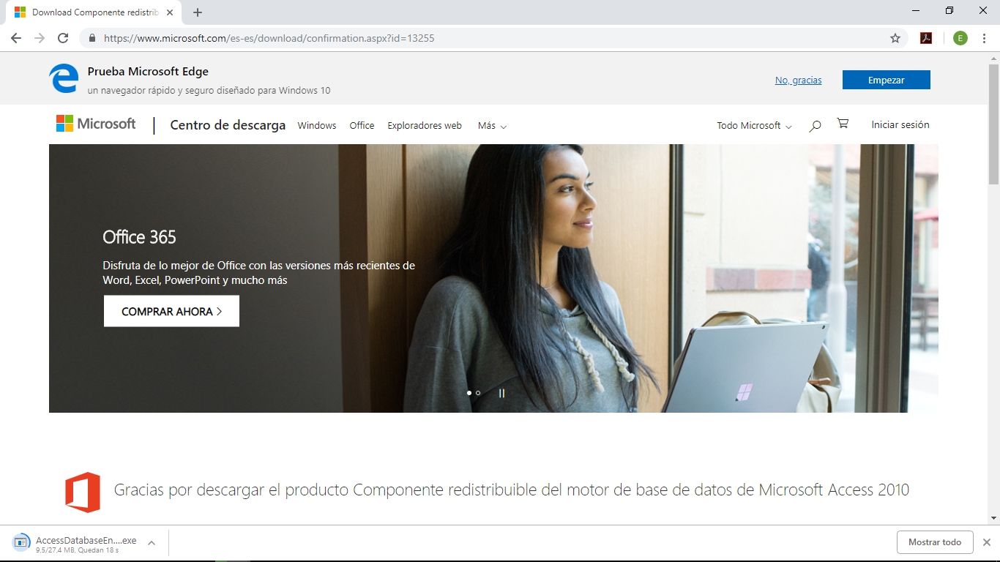 Download Componente redistrib
https://www.microsoft.com/es-es/download/confirmation.aspx?id=13255
E
Prueba Microsoft Edge
un navegador rápido y seguro diseñado para Windows 10
No, gracias
Empezar
Microsoft
Centro de descarga
Windows
Office
Exploradores web
Más
Todo Microsoft
Iniciar sesión
Office 365
Disfruta de lo mejor de Office con las versiones más recientes de
Word, Excel, PowerPoint y mucho más
COMPRAR AHORA
Gracias por descargar el producto Componente redistribuible del motor de base de datos de Microsoft Access 2010
AccessDatabaseEn....exe
9,5/27,4 MB, Quedan 18 s
Mostrar todo